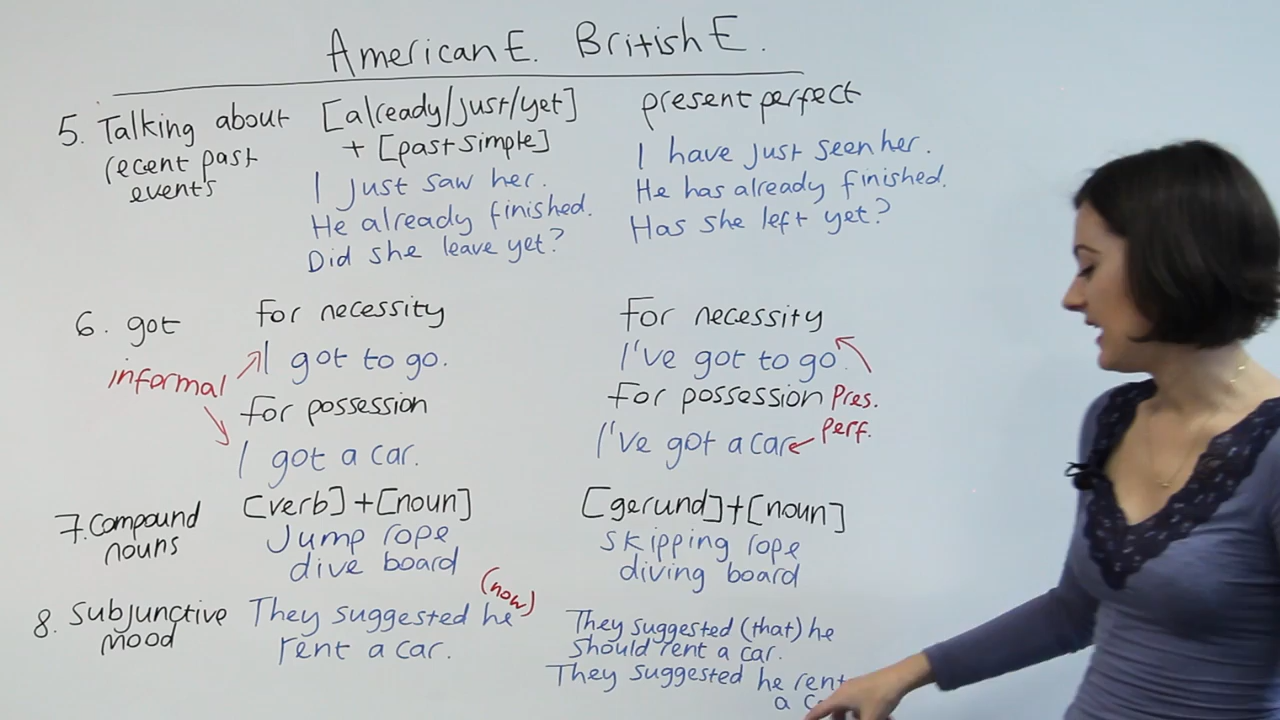 American E. British E.
5. Talking about
recent past
events
[already/just/yet]
+ [past simple]
I just saw her.
He already finished.
Did she leave yet?
present perfect
I have just seen her.
He has already finished.
Has she left yet?
6. got
informal
For necessity
I got to go.
For possession
I got a car.
For necessity
I've got to go.
For possession
I've got a car
Pres.
Perf.
7. Compound
nouns
[verb]+[noun]
Jump rope
dive board
[gerund]+[noun]
skipping rope
diving board
8. Subjunctive
mood
They suggested he
(now)
rent a car.
They suggested (that) he
should rent a car.
They suggested he rent
a